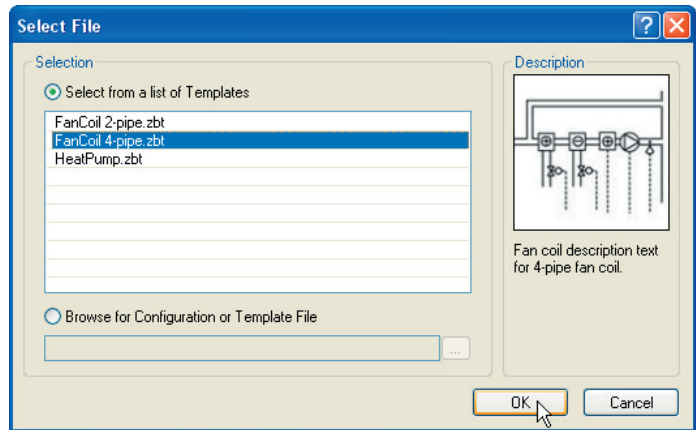 Select File
Selection
Select from a list of Templates
FanCoil 2-pipe.zbt
FanCoil 4-pipe.zbt
HeatPump.zbt
Browse for Configuration or Template File
...
Description
Fan coil description text
for 4-pipe fan coil.
OK
Cancel